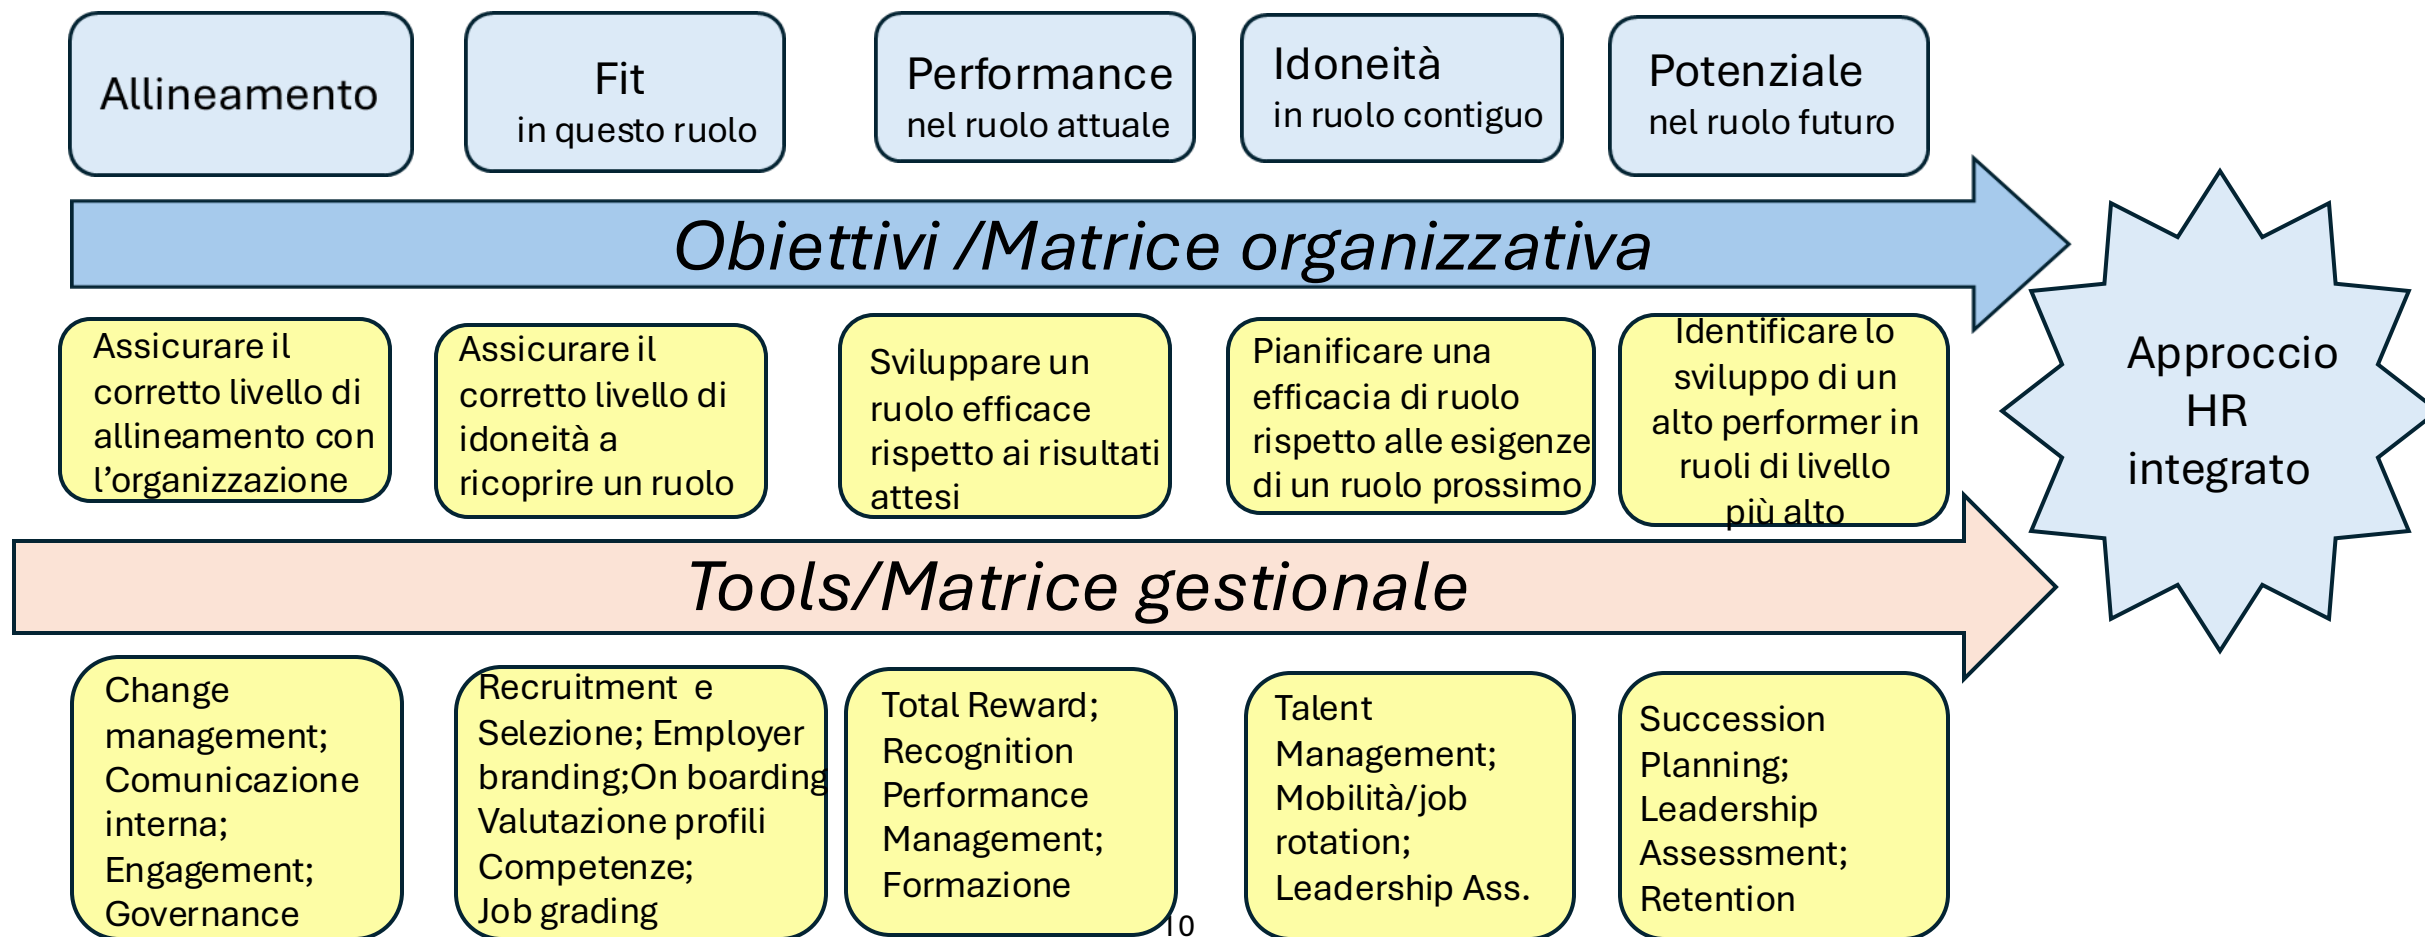 Allineamento
Fit
in questo ruolo
Performance
nel ruolo attuale
Idoneità
in ruolo contiguo
Potenziale
nel ruolo futuro
Obiettivi /Matrice organizzativa
Assicurare il
corretto livello di
allineamento con
l’organizzazione
Assicurare il
corretto livello di
idoneità a
ricoprire un ruolo
Sviluppare un
ruolo efficace
rispetto ai risultati
attesi
Pianificare una
efficacia di ruolo
rispetto alle esigenze
di un ruolo prossimo
Identificare lo
sviluppo di un
alto performer in
ruoli di livello
più alto
Approccio
HR
integrato
Tools/Matrice gestionale
Change
management;
Comunicazione
interna;
Engagement;
Governance
Recruitment e
Selezione; Employer
branding;On boarding
Valutazione profili
Competenze;
Job grading
Total Reward;
Recognition
Performance
Management;
Formazione
Talent
Management;
Mobilità/job
rotation;
Leadership Ass.
Succession
Planning;
Leadership
Assessment;
Retention
10